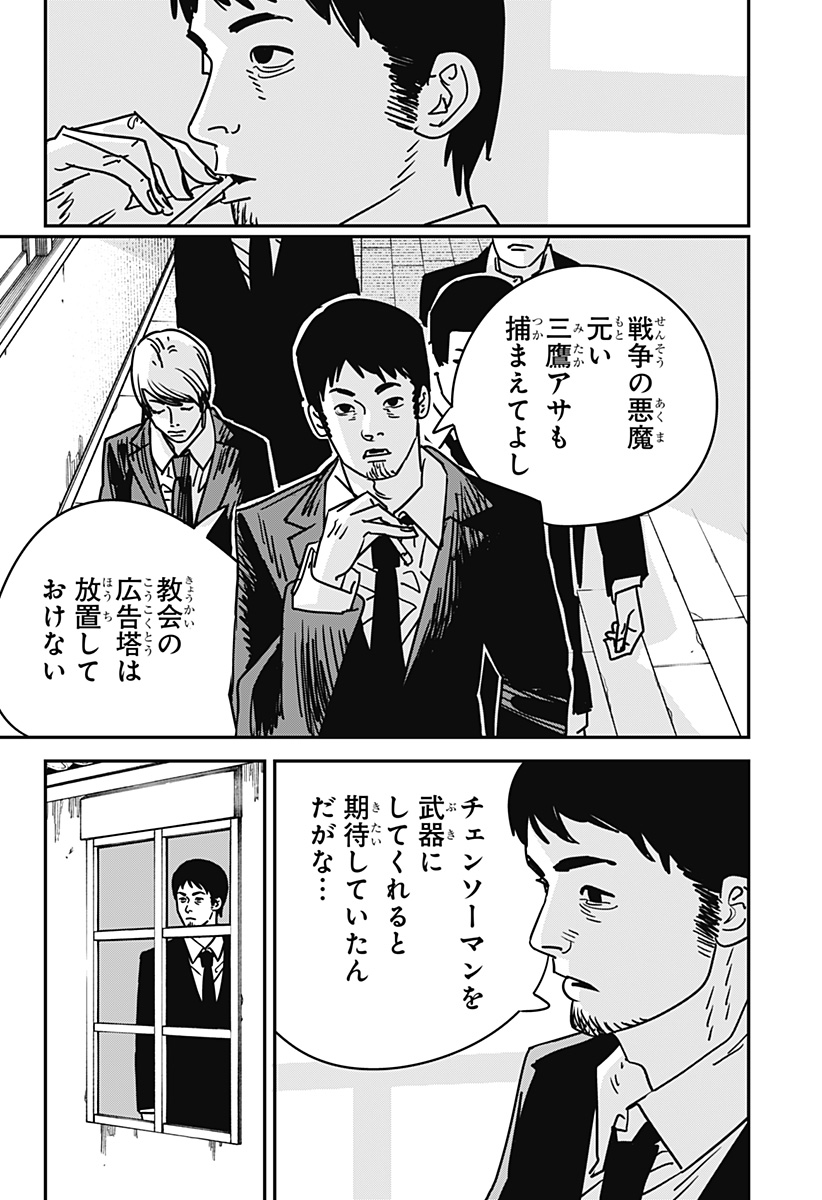 戦争の悪魔
元い
三鷹アサも
捕まえてよし
教会の
広告塔は
放置して
おけない
チェンソーマンを
武器に
してくれると
期待していたん
だがな…